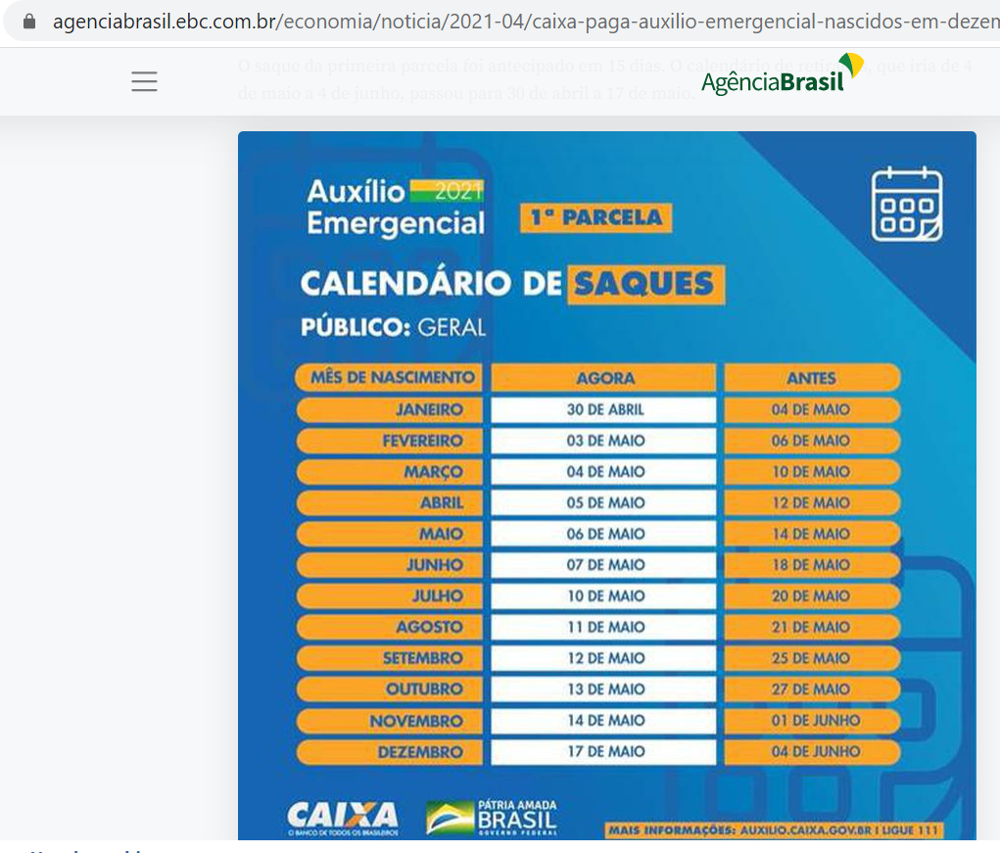 agenciabrasil.ebc.com.br/economia/noticia/2021-04/caixa-paga-auxilio-emergencial-nascidos-em-dezem
O saque da primeira parcela foi antecipado em 15 dias. O calendário de retiradas, que iria de 4
de maio a 4 de junho, passou para 30 de abril a 17 de maio.
AgênciaBrasil
Auxílio 2021
Emergencial
1ª PARCELA
CALENDÁRIO DE SAQUES
PÚBLICO: GERAL
MÊS DE NASCIMENTO AGORA ANTES
JANEIRO 30 DE ABRIL 04 DE MAIO
FEVEREIRO 03 DE MAIO 06 DE MAIO
MARÇO 04 DE MAIO 10 DE MAIO
ABRIL 05 DE MAIO 12 DE MAIO
MAIO 06 DE MAIO 14 DE MAIO
JUNHO 07 DE MAIO 18 DE MAIO
JULHO 10 DE MAIO 20 DE MAIO
AGOSTO 11 DE MAIO 21 DE MAIO
SETEMBRO 12 DE MAIO 25 DE MAIO
OUTUBRO 13 DE MAIO 27 DE MAIO
NOVEMBRO 14 DE MAIO 01 DE JUNHO
DEZEMBRO 17 DE MAIO 04 DE JUNHO
CAIXA
O BANCO DE TODOS OS BRASILEIROS
PÁTRIA AMADA
BRASIL
GOVERNO FEDERAL
MAIS INFORMAÇÕES: AUXILIO.CAIXA.GOV.BR I LIGUE 111